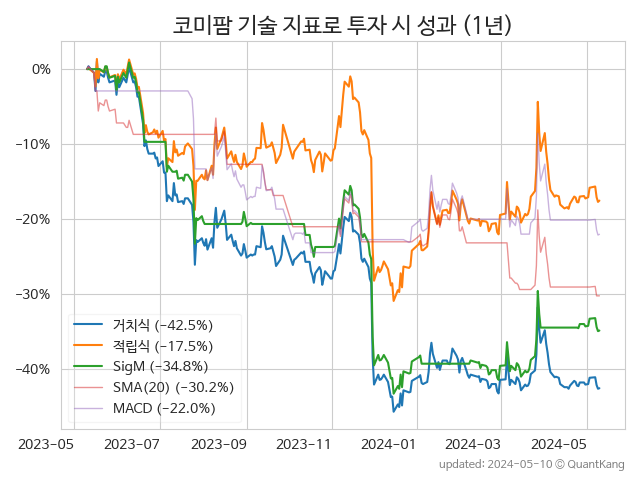 코미팜 기술 지표로 투자 시 성과 (1년)
0%
−10%
−20%
−30%
−40%
거치식 (−42.5%)
적립식 (−17.5%)
SigM (−34.8%)
SMA(20) (−30.2%)
MACD (−22.0%)
2023-05 2023-07 2023-09 2023-11 2024-01 2024-03 2024-05
updated: 2024-05-10 ⓒ QuantKang